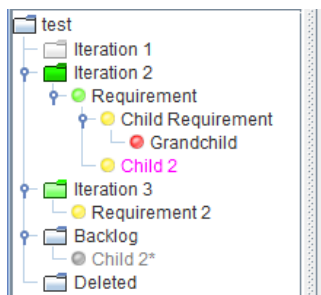 test
Iteration 1
Iteration 2
Requirement
Child Requirement
Grandchild
Child 2
Iteration 3
Requirement 2
Backlog
Child 2*
Deleted